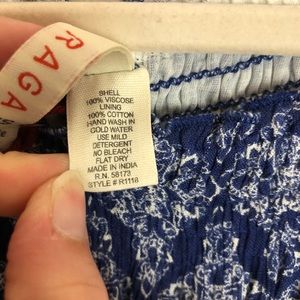 RAGA
SHELL
100% VISCOSE
LINING
100% COTTON
HAND WASH IN
COLD WATER
USE MILD
DETERGENT
NO BLEACH
FLAT DRY
MADE IN INDIA
R.N. 58173
STYLE # R1118